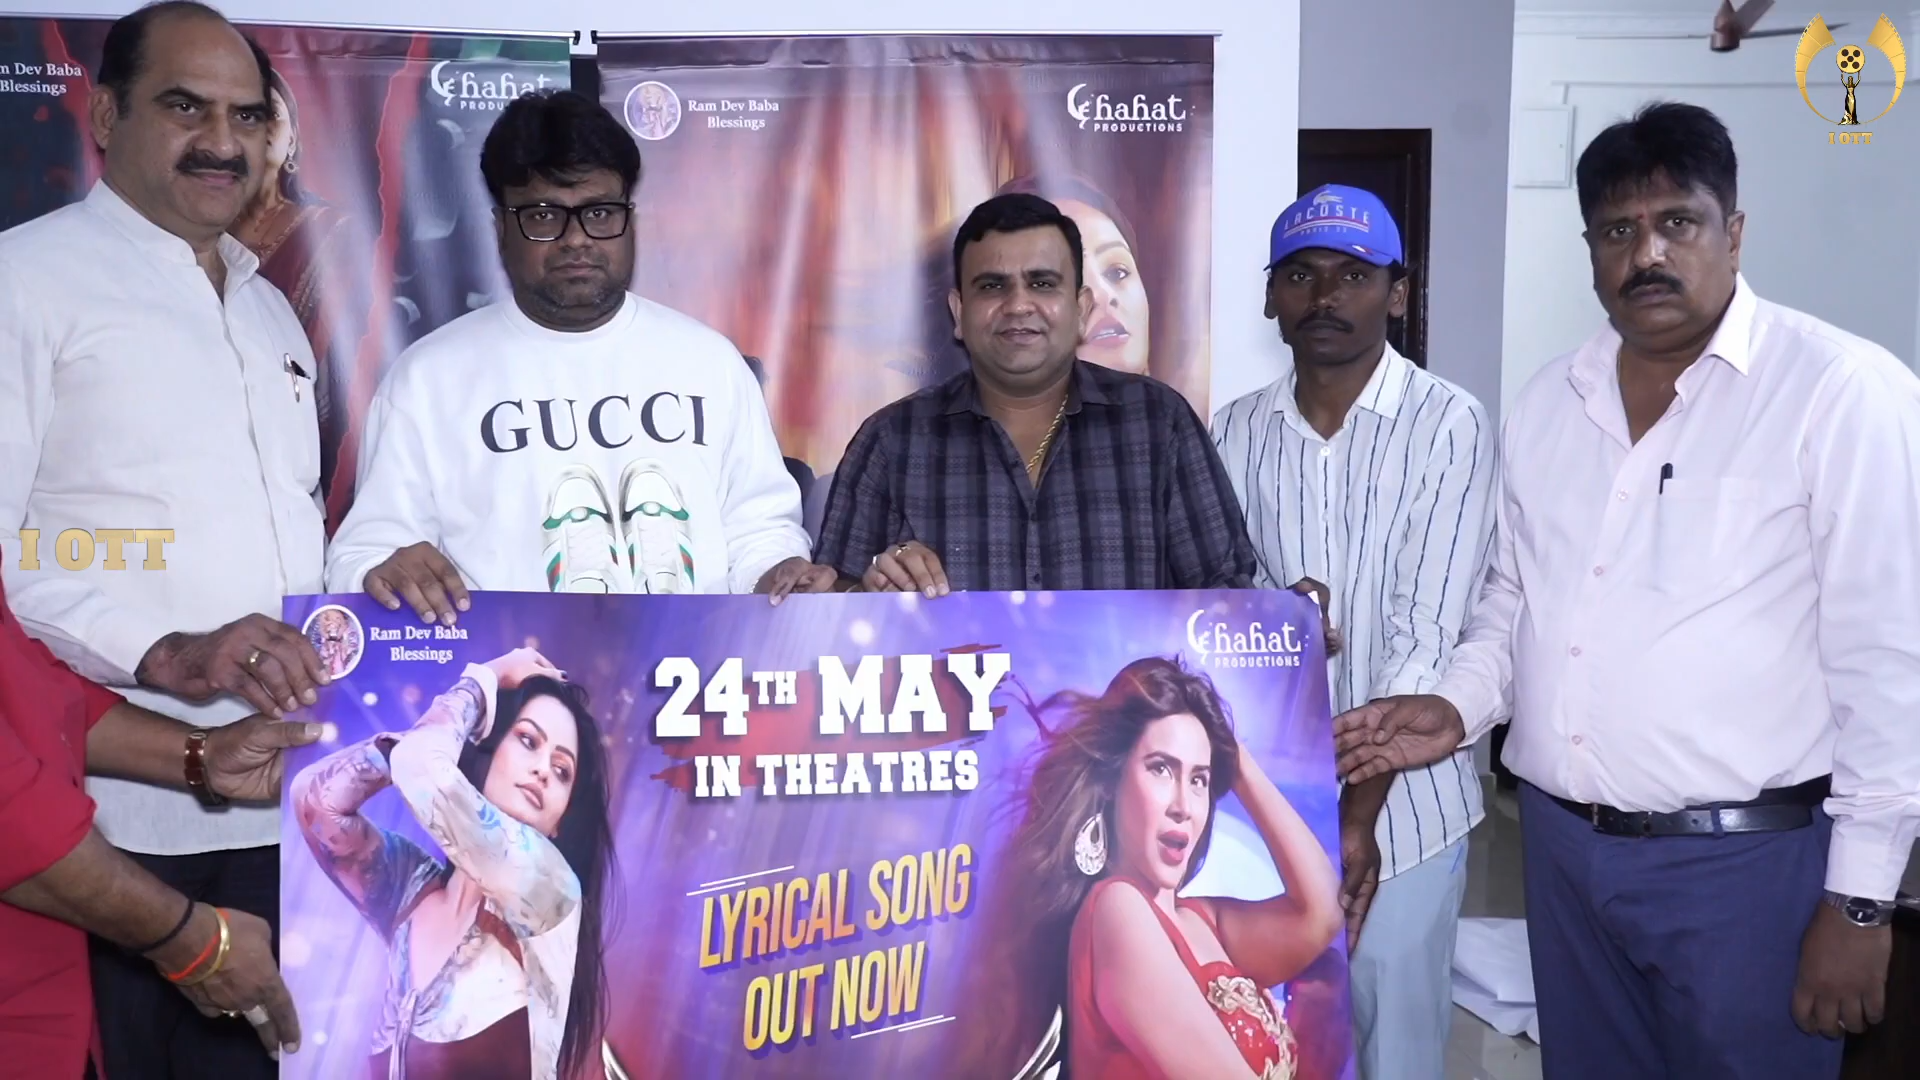 m Dev Baba
Blessings
Chahat
PRODUCTIONS
Ram Dev Baba
Blessings
Chahat
PRODUCTIONS
I OTT
LACOSTE
GUCCI
I OTT
Ram Dev Baba
Blessings
Chahat
PRODUCTIONS
24TH MAY
IN THEATRES
LYRICAL SONG
OUT NOW